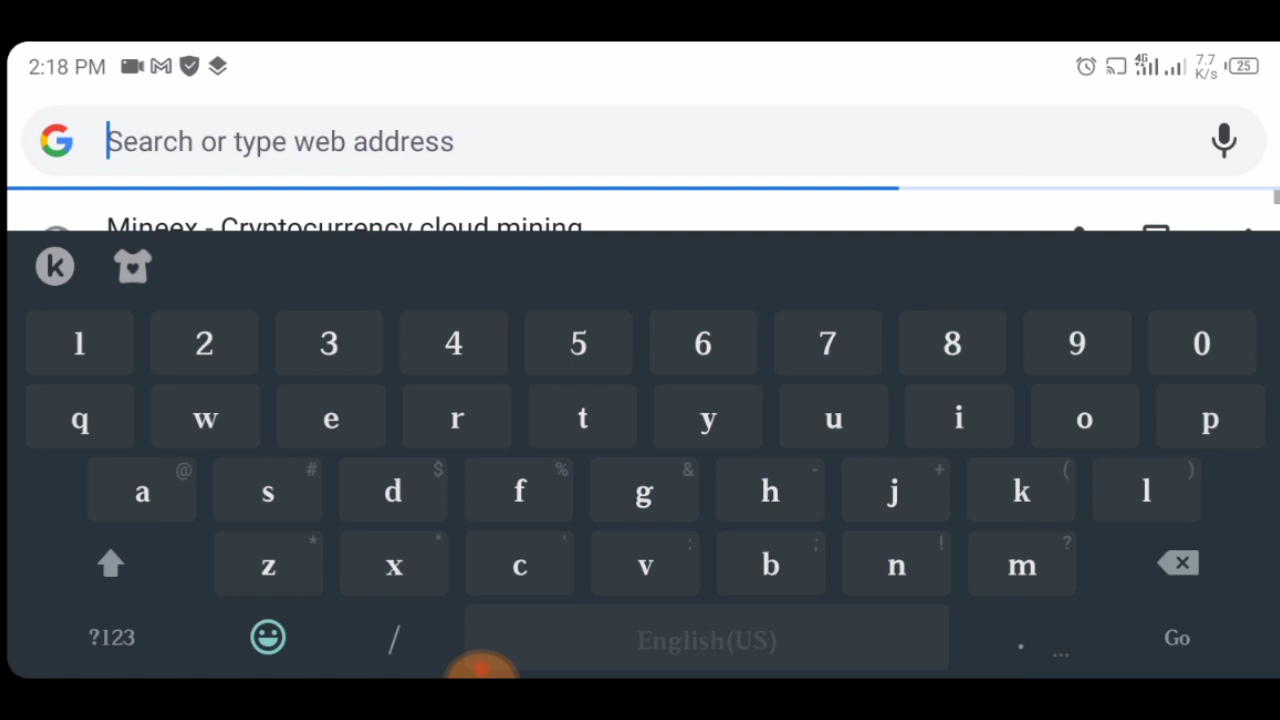 2:18 PM
4G
7.7
K/s
25
Search or type web address
Mineex - Cryptocurrency cloud mining
k
1 2 3 4 5 6 7 8 9 0
q w e r t y u i o p
@ # $ % & - + ( )
a s d f g h j k l
* " ' : ; ! ?
z x c v b n m
?123 / English(US) . ... Go